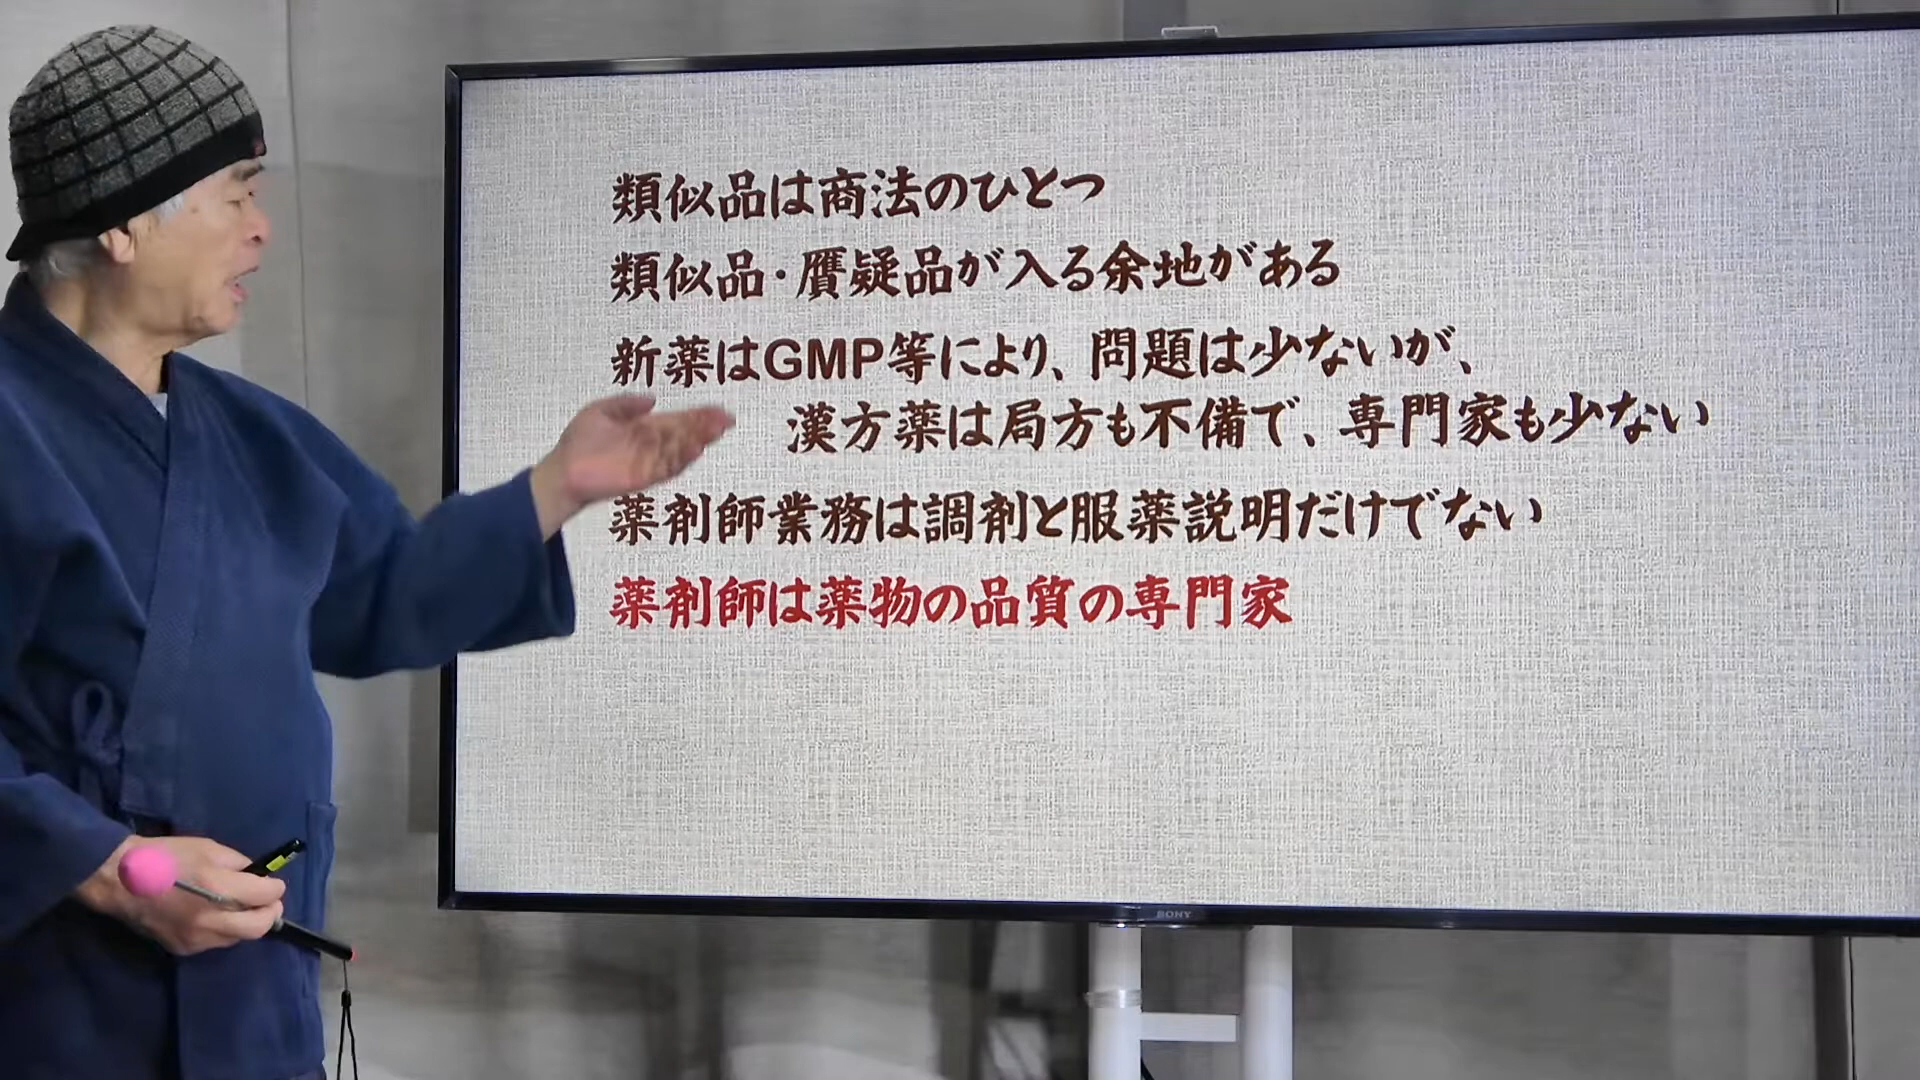 類似品は商法のひとつ
類似品・贋疑品が入る余地がある
新薬はGMP等により、問題は少ないが、
漢方薬は局方も不備で、専門家も少ない
薬剤師業務は調剤と服薬説明だけでない
薬剤師は薬物の品質の専門家
SONY